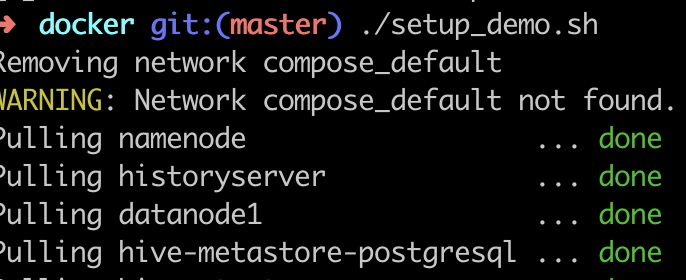 ➜ docker git:(master) ./setup_demo.sh
Removing network compose_default
WARNING: Network compose_default not found.
Pulling namenode ... done
Pulling historyserver ... done
Pulling datanode1 ... done
Pulling hive-metastore-postgresql ... done